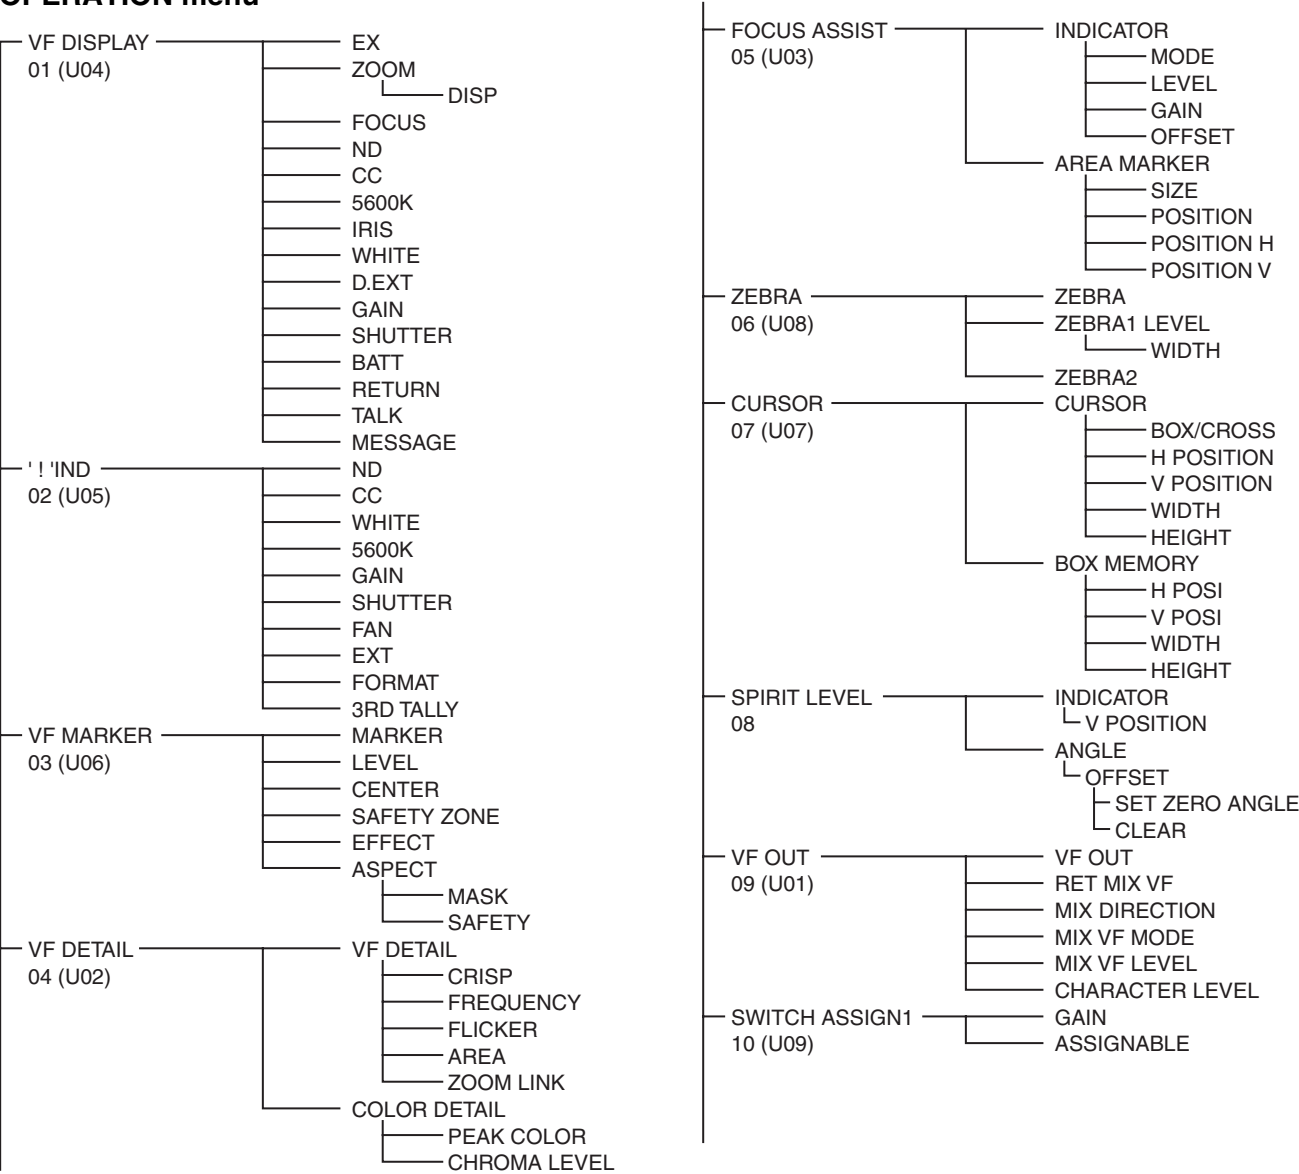 OPERATION menu
VF DISPLAY
01 (U04)
EX
ZOOM
DISP
FOCUS
ND
CC
5600K
IRIS
WHITE
D.EXT
GAIN
SHUTTER
BATT
RETURN
TALK
MESSAGE
' ! 'IND
02 (U05)
ND
CC
WHITE
5600K
GAIN
SHUTTER
FAN
EXT
FORMAT
3RD TALLY
VF MARKER
03 (U06)
MARKER
LEVEL
CENTER
SAFETY ZONE
EFFECT
ASPECT
MASK
SAFETY
VF DETAIL
04 (U02)
VF DETAIL
CRISP
FREQUENCY
FLICKER
AREA
ZOOM LINK
COLOR DETAIL
PEAK COLOR
CHROMA LEVEL
FOCUS ASSIST
05 (U03)
INDICATOR
MODE
LEVEL
GAIN
OFFSET
AREA MARKER
SIZE
POSITION
POSITION H
POSITION V
ZEBRA
06 (U08)
ZEBRA
ZEBRA1 LEVEL
WIDTH
ZEBRA2
CURSOR
07 (U07)
CURSOR
BOX/CROSS
H POSITION
V POSITION
WIDTH
HEIGHT
BOX MEMORY
H POSI
V POSI
WIDTH
HEIGHT
SPIRIT LEVEL
08
INDICATOR
V POSITION
ANGLE
OFFSET
SET ZERO ANGLE
CLEAR
VF OUT
09 (U01)
VF OUT
RET MIX VF
MIX DIRECTION
MIX VF MODE
MIX VF LEVEL
CHARACTER LEVEL
SWITCH ASSIGN1
10 (U09)
GAIN
ASSIGNABLE